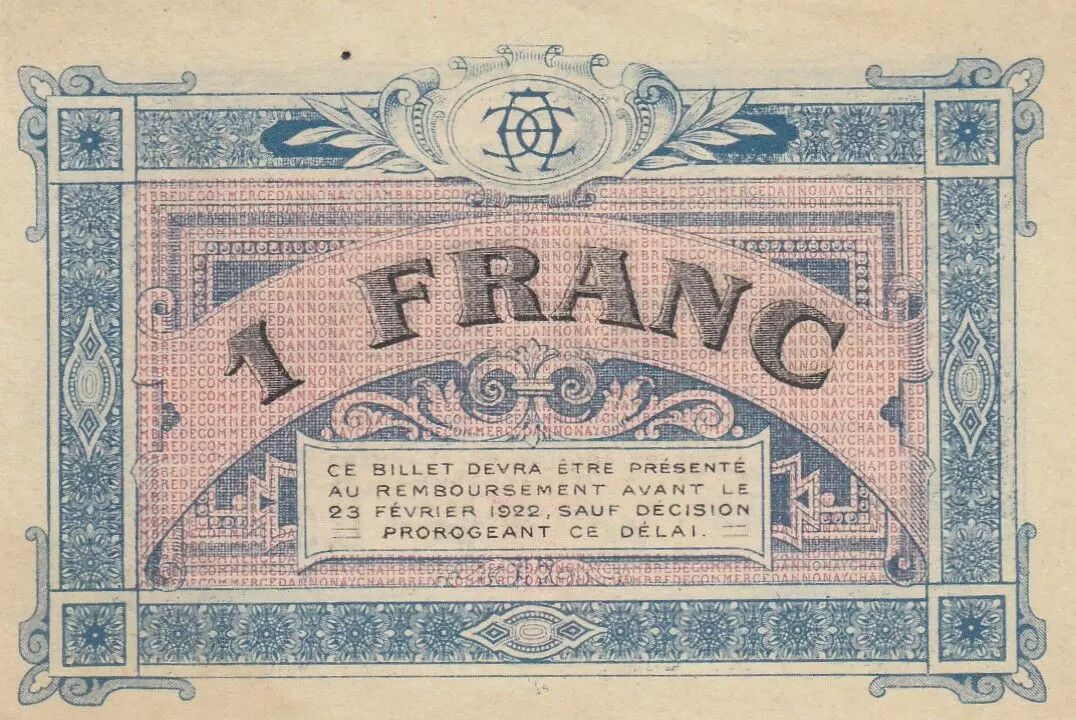 1 FRANC
CE BILLET DEVRA ÊTRE PRÉSENTÉ
AU REMBOURSEMENT AVANT LE
23 FÉVRIER 1922, SAUF DÉCISION
PROROGEANT CE DÉLAI.
CHAMBREDECOMMERCEDANNONAY